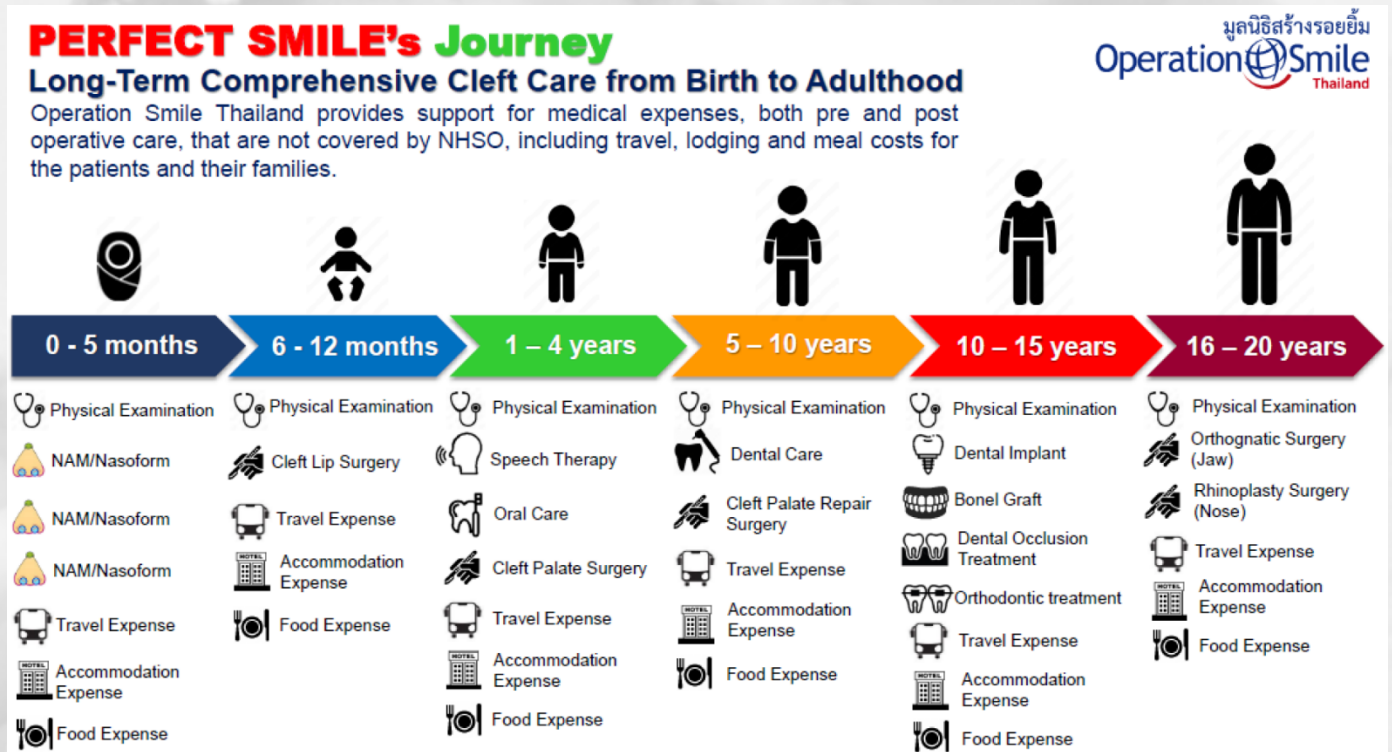 PERFECT SMILE's Journey
Long-Term Comprehensive Cleft Care from Birth to Adulthood
Operation Smile Thailand provides support for medical expenses, both pre and post
operative care, that are not covered by NHSO, including travel, lodging and meal costs for
the patients and their families.
มูลนิธิสร้างรอยยิ้ม
Operation Smile
Thailand
0 - 5 months
Physical Examination
NAM/Nasoform
NAM/Nasoform
NAM/Nasoform
Travel Expense
HOTEL
Accommodation
Expense
Food Expense
6 - 12 months
Physical Examination
Cleft Lip Surgery
Travel Expense
HOTEL
Accommodation
Expense
Food Expense
1 – 4 years
Physical Examination
Speech Therapy
Oral Care
Cleft Palate Surgery
Travel Expense
HOTEL
Accommodation
Expense
Food Expense
5 – 10 years
Physical Examination
Dental Care
Cleft Palate Repair
Surgery
Travel Expense
HOTEL
Accommodation
Expense
Food Expense
10 – 15 years
Physical Examination
Dental Implant
Bonel Graft
Dental Occlusion
Treatment
Orthodontic treatment
Travel Expense
HOTEL
Accommodation
Expense
Food Expense
16 – 20 years
Physical Examination
Orthognatic Surgery
(Jaw)
Rhinoplasty Surgery
(Nose)
Travel Expense
HOTEL
Accommodation
Expense
Food Expense